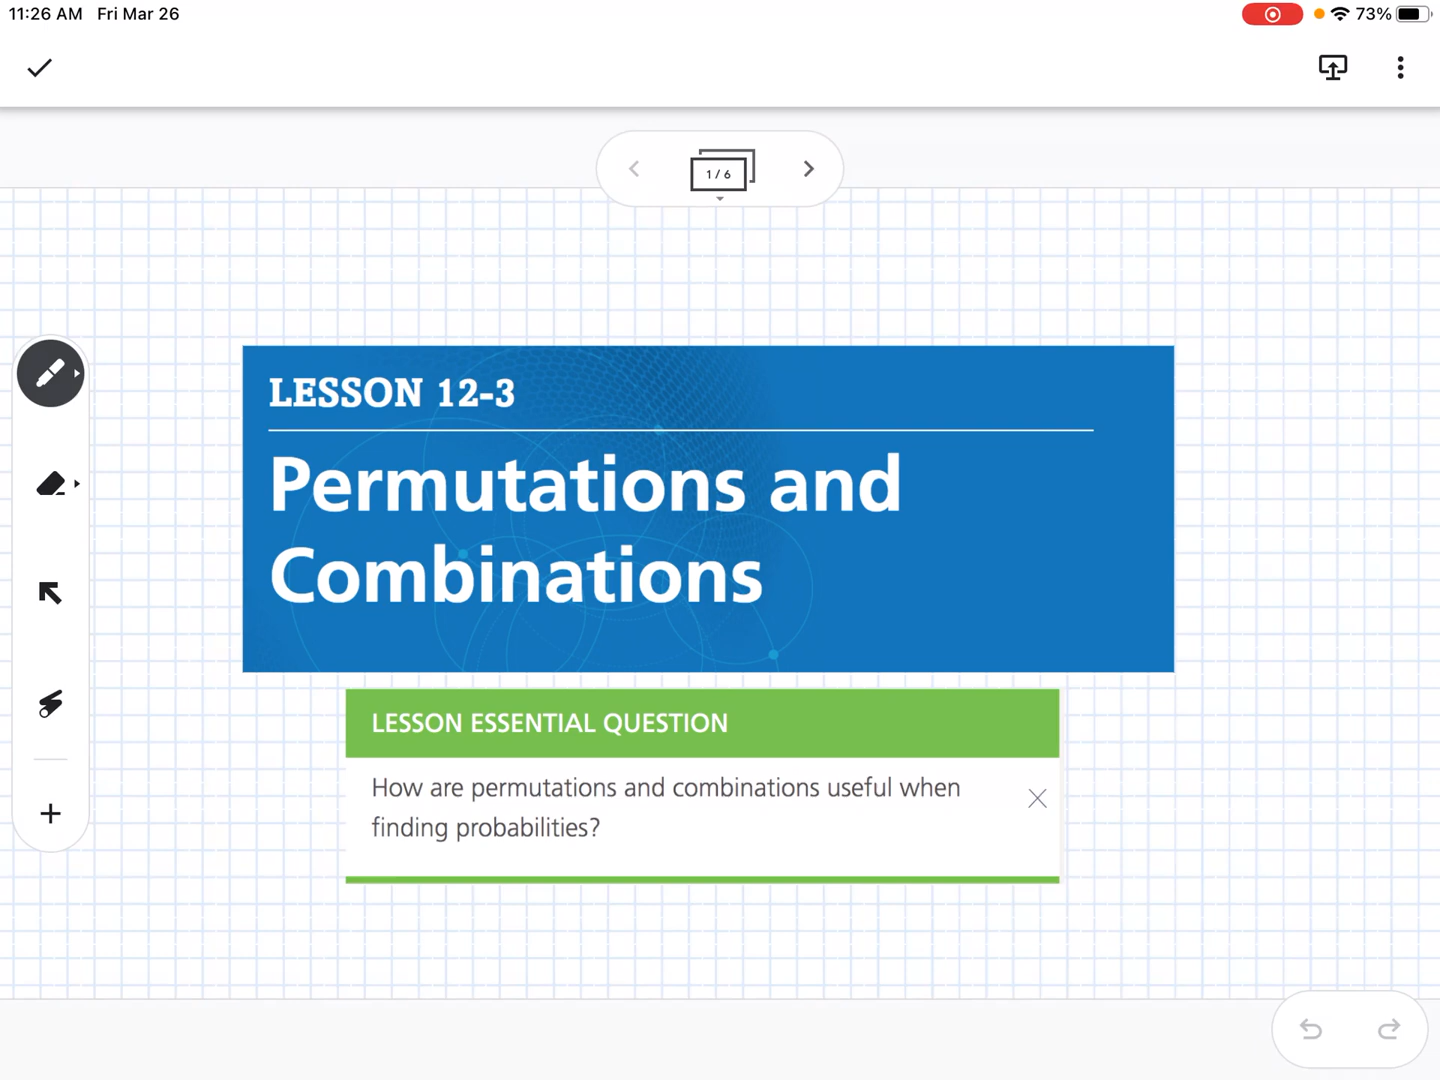 11:26 AM Fri Mar 26
73%
1 / 6
LESSON 12-3
Permutations and
Combinations
LESSON ESSENTIAL QUESTION
How are permutations and combinations useful when
finding probabilities?